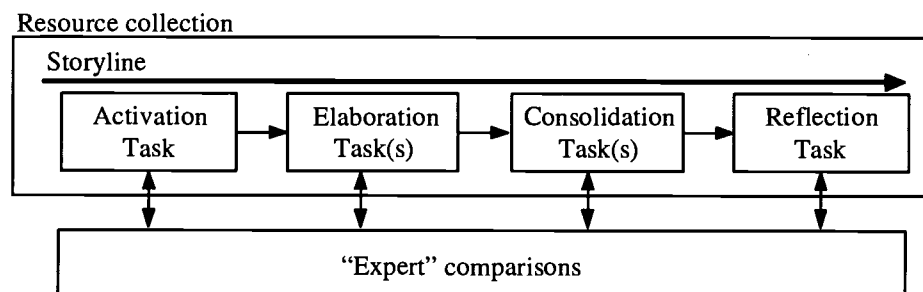 Resource collection
Storyline
Activation
Task
Elaboration
Task(s)
Consolidation
Task(s)
Reflection
Task
“Expert” comparisons